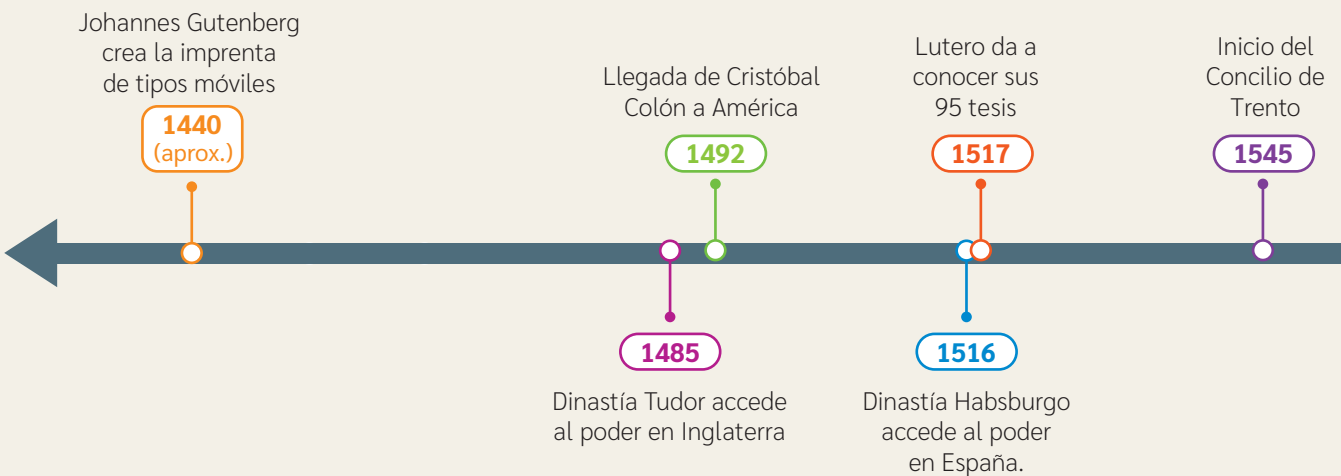 Johannes Gutenberg
crea la imprenta
de tipos móviles
1440
(aprox.)
Llegada de Cristóbal
Colón a América
1492
Lutero da a
conocer sus
95 tesis
1517
Inicio del
Concilio de
Trento
1545
1485
Dinastía Tudor accede
al poder en Inglaterra
1516
Dinastía Habsburgo
accede al poder
en España.